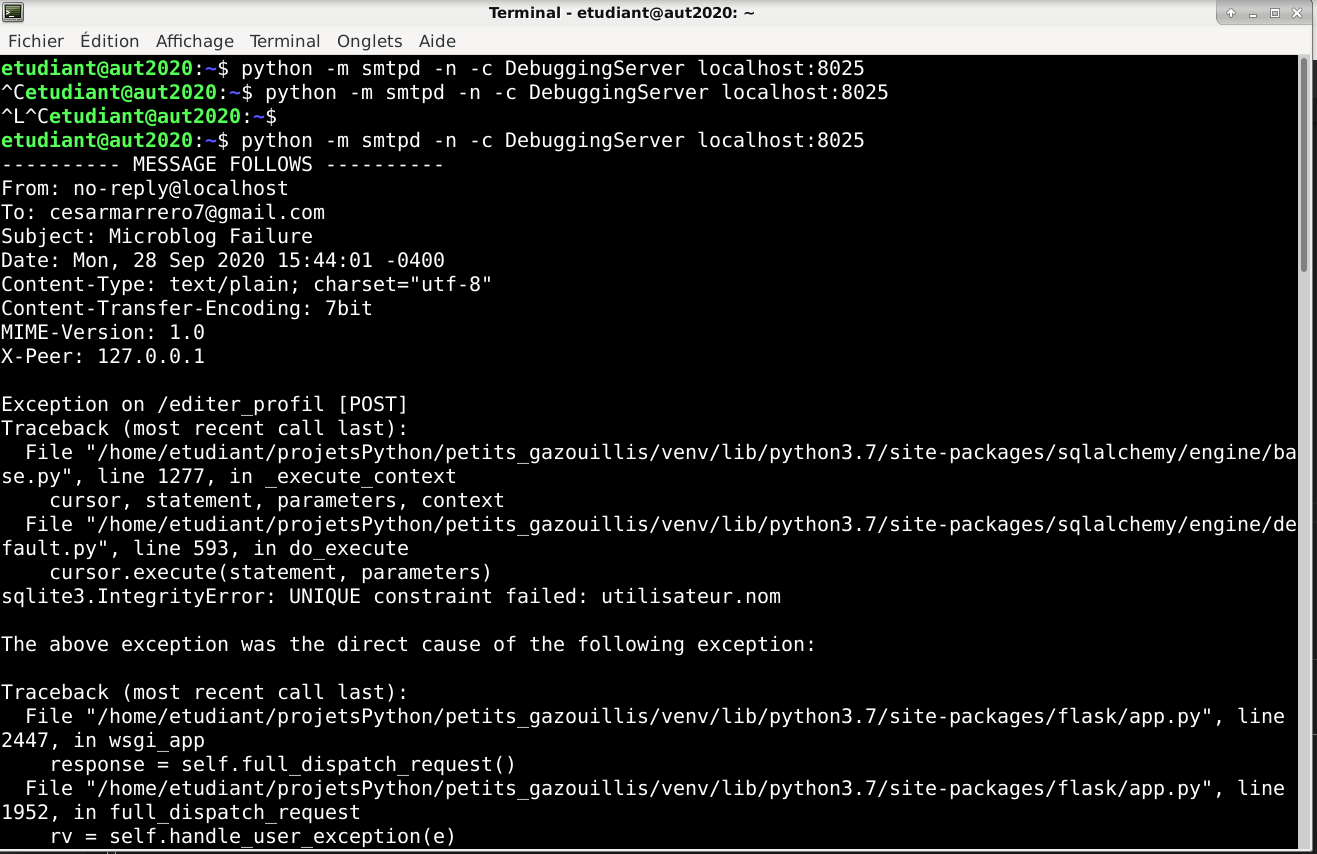 Terminal - etudiant@aut2020: ~
Fichier Édition Affichage Terminal Onglets Aide
etudiant@aut2020:~$ python -m smtpd -n -c DebuggingServer localhost:8025
^Cetudiant@aut2020:~$ python -m smtpd -n -c DebuggingServer localhost:8025
^L^Cetudiant@aut2020:~$
etudiant@aut2020:~$ python -m smtpd -n -c DebuggingServer localhost:8025
---------- MESSAGE FOLLOWS ----------
From: no-reply@localhost
To: cesarmarrero7@gmail.com
Subject: Microblog Failure
Date: Mon, 28 Sep 2020 15:44:01 -0400
Content-Type: text/plain; charset="utf-8"
Content-Transfer-Encoding: 7bit
MIME-Version: 1.0
X-Peer: 127.0.0.1

Exception on /editer_profil [POST]
Traceback (most recent call last):
  File "/home/etudiant/projetsPython/petits_gazouillis/venv/lib/python3.7/site-packages/sqlalchemy/engine/ba
se.py", line 1277, in _execute_context
    cursor, statement, parameters, context
  File "/home/etudiant/projetsPython/petits_gazouillis/venv/lib/python3.7/site-packages/sqlalchemy/engine/de
fault.py", line 593, in do_execute
    cursor.execute(statement, parameters)
sqlite3.IntegrityError: UNIQUE constraint failed: utilisateur.nom

The above exception was the direct cause of the following exception:

Traceback (most recent call last):
  File "/home/etudiant/projetsPython/petits_gazouillis/venv/lib/python3.7/site-packages/flask/app.py", line
2447, in wsgi_app
    response = self.full_dispatch_request()
  File "/home/etudiant/projetsPython/petits_gazouillis/venv/lib/python3.7/site-packages/flask/app.py", line
1952, in full_dispatch_request
    rv = self.handle_user_exception(e)